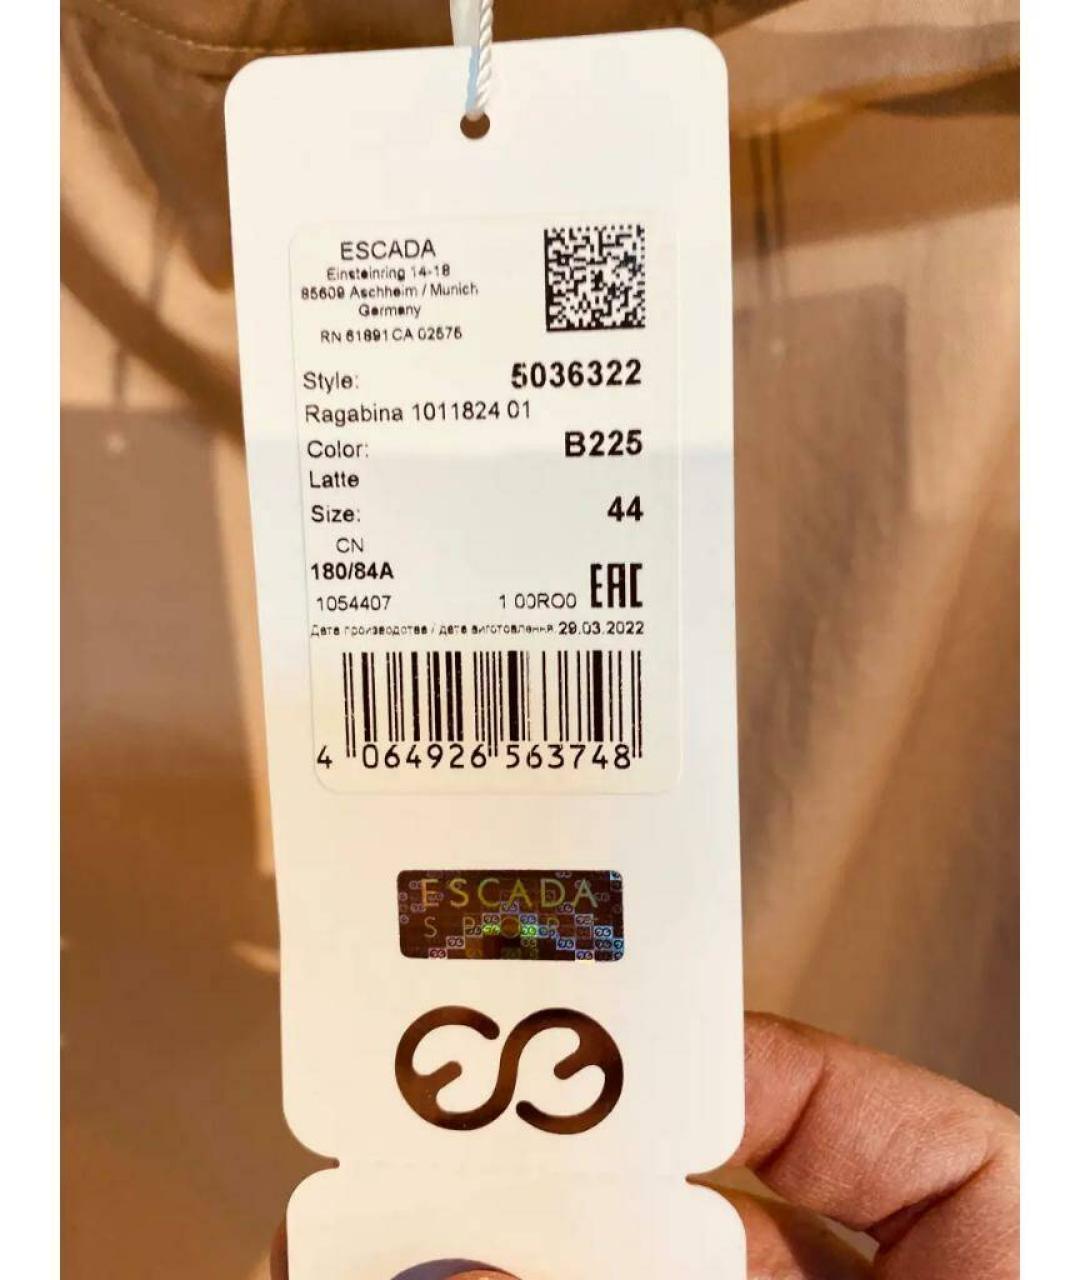 ESCADA
Einsteinring 14-18
85609 Aschheim / Munich
Germany
RN 61891 CA 02575
Style: 5036322
Ragabina 1011824 01
Color: B225
Latte
Size: 44
CN
180/84A
1054407 1 00RO0 EAC
Дата производства / дата виготовлення: 29.03.2022
4 064926 563748
ESCADA
SPORT